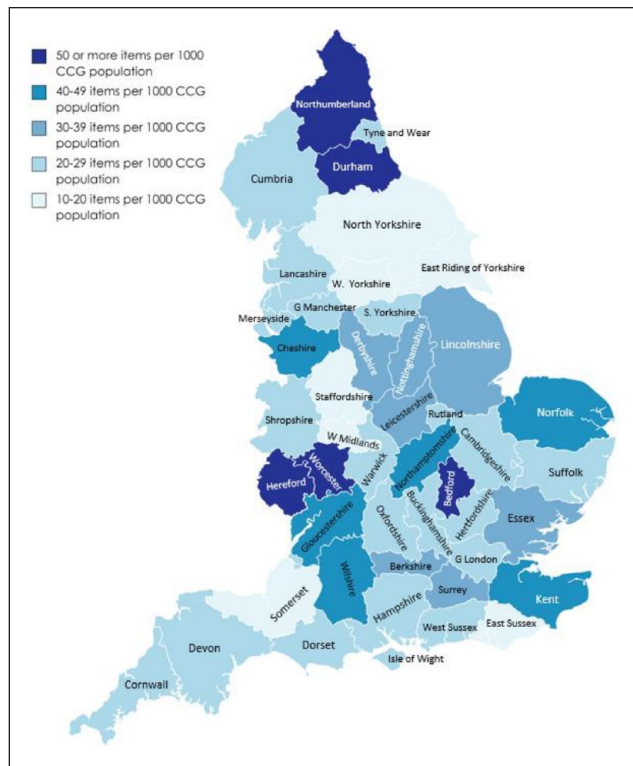 50 or more items per 1000
CCG population
40-49 items per 1000 CCG
population
30-39 items per 1000 CCG
population
20-29 items per 1000 CCG
population
10-20 items per 1000 CCG
population
Northumberland
Tyne and Wear
Durham
Cumbria
North Yorkshire
East Riding of Yorkshire
Lancashire
W. Yorkshire
G Manchester
S. Yorkshire
Merseyside
Cheshire
Derbyshire
Nottinghamshire
Lincolnshire
Staffordshire
Leicestershire
Rutland
Norfolk
Shropshire
W Midlands
Warwick
Northamptonshire
Cambridgeshire
Suffolk
Hereford
Worcester
Bedford
Gloucestershire
Oxfordshire
Buckinghamshire
Hertfordshire
Essex
G London
Wilshire
Berkshire
Surrey
Kent
Somerset
Hampshire
West Sussex
East Sussex
Devon
Dorset
Isle of Wight
Cornwall